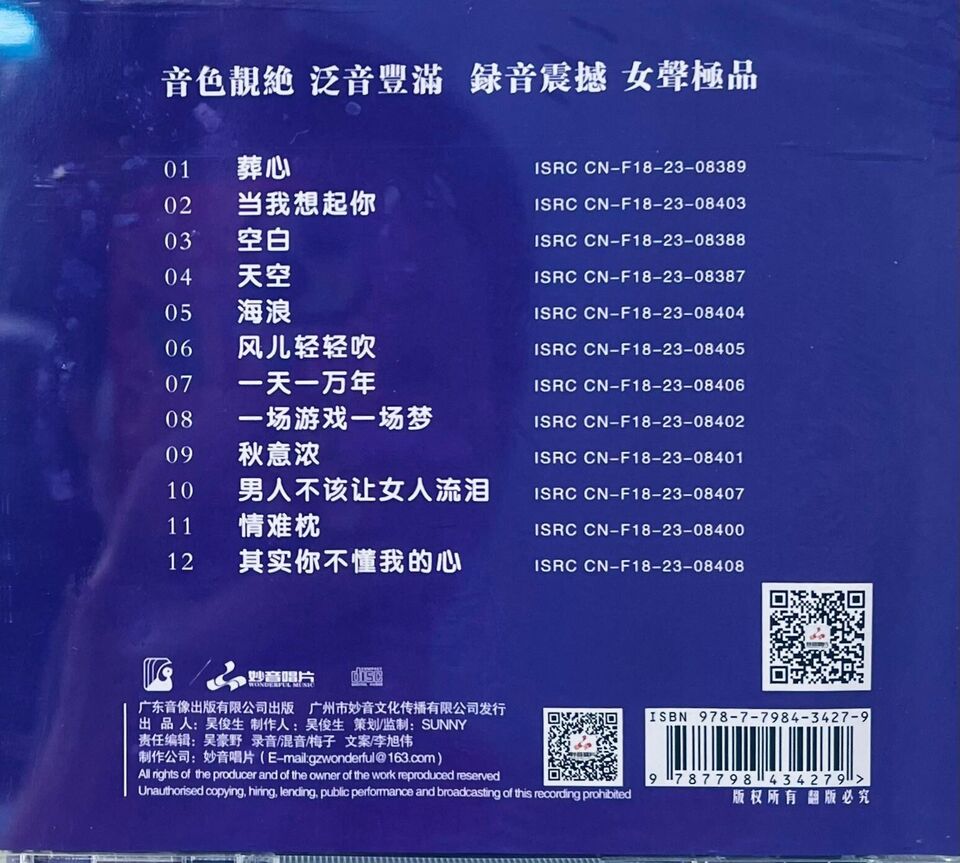 音色靚絶 泛音豐滿 録音震撼 女聲極品
01 葬心 ISRC CN-F18-23-08389
02 当我想起你 ISRC CN-F18-23-08403
03 空白 ISRC CN-F18-23-08388
04 天空 ISRC CN-F18-23-08387
05 海浪 ISRC CN-F18-23-08404
06 风儿轻轻吹 ISRC CN-F18-23-08405
07 一天一万年 ISRC CN-F18-23-08406
08 一场游戏一场梦 ISRC CN-F18-23-08402
09 秋意浓 ISRC CN-F18-23-08401
10 男人不该让女人流泪 ISRC CN-F18-23-08407
11 情难枕 ISRC CN-F18-23-08400
12 其实你不懂我的心 ISRC CN-F18-23-08408
妙音唱片
WONDERFUL MUSIC
COMPACT
disc
DIGITAL AUDIO
广东音像出版有限公司出版 广州市妙音文化传播有限公司发行
出 品 人：吴俊生 制作人：吴俊生 策划/监制：SUNNY
责任编辑：吴豪野 录音/混音/梅子 文案/李旭伟
制作公司：妙音唱片（E-mail:gzwonderful@163.com）
All rights of the producer and of the owner of the work reproduced reserved
Unauthorised copying, hiring, lending, public performance and broadcasting of this recording prohibited
ISBN 978-7-7984-3427-9
9 787798 434279 >
版权所有 翻版必究